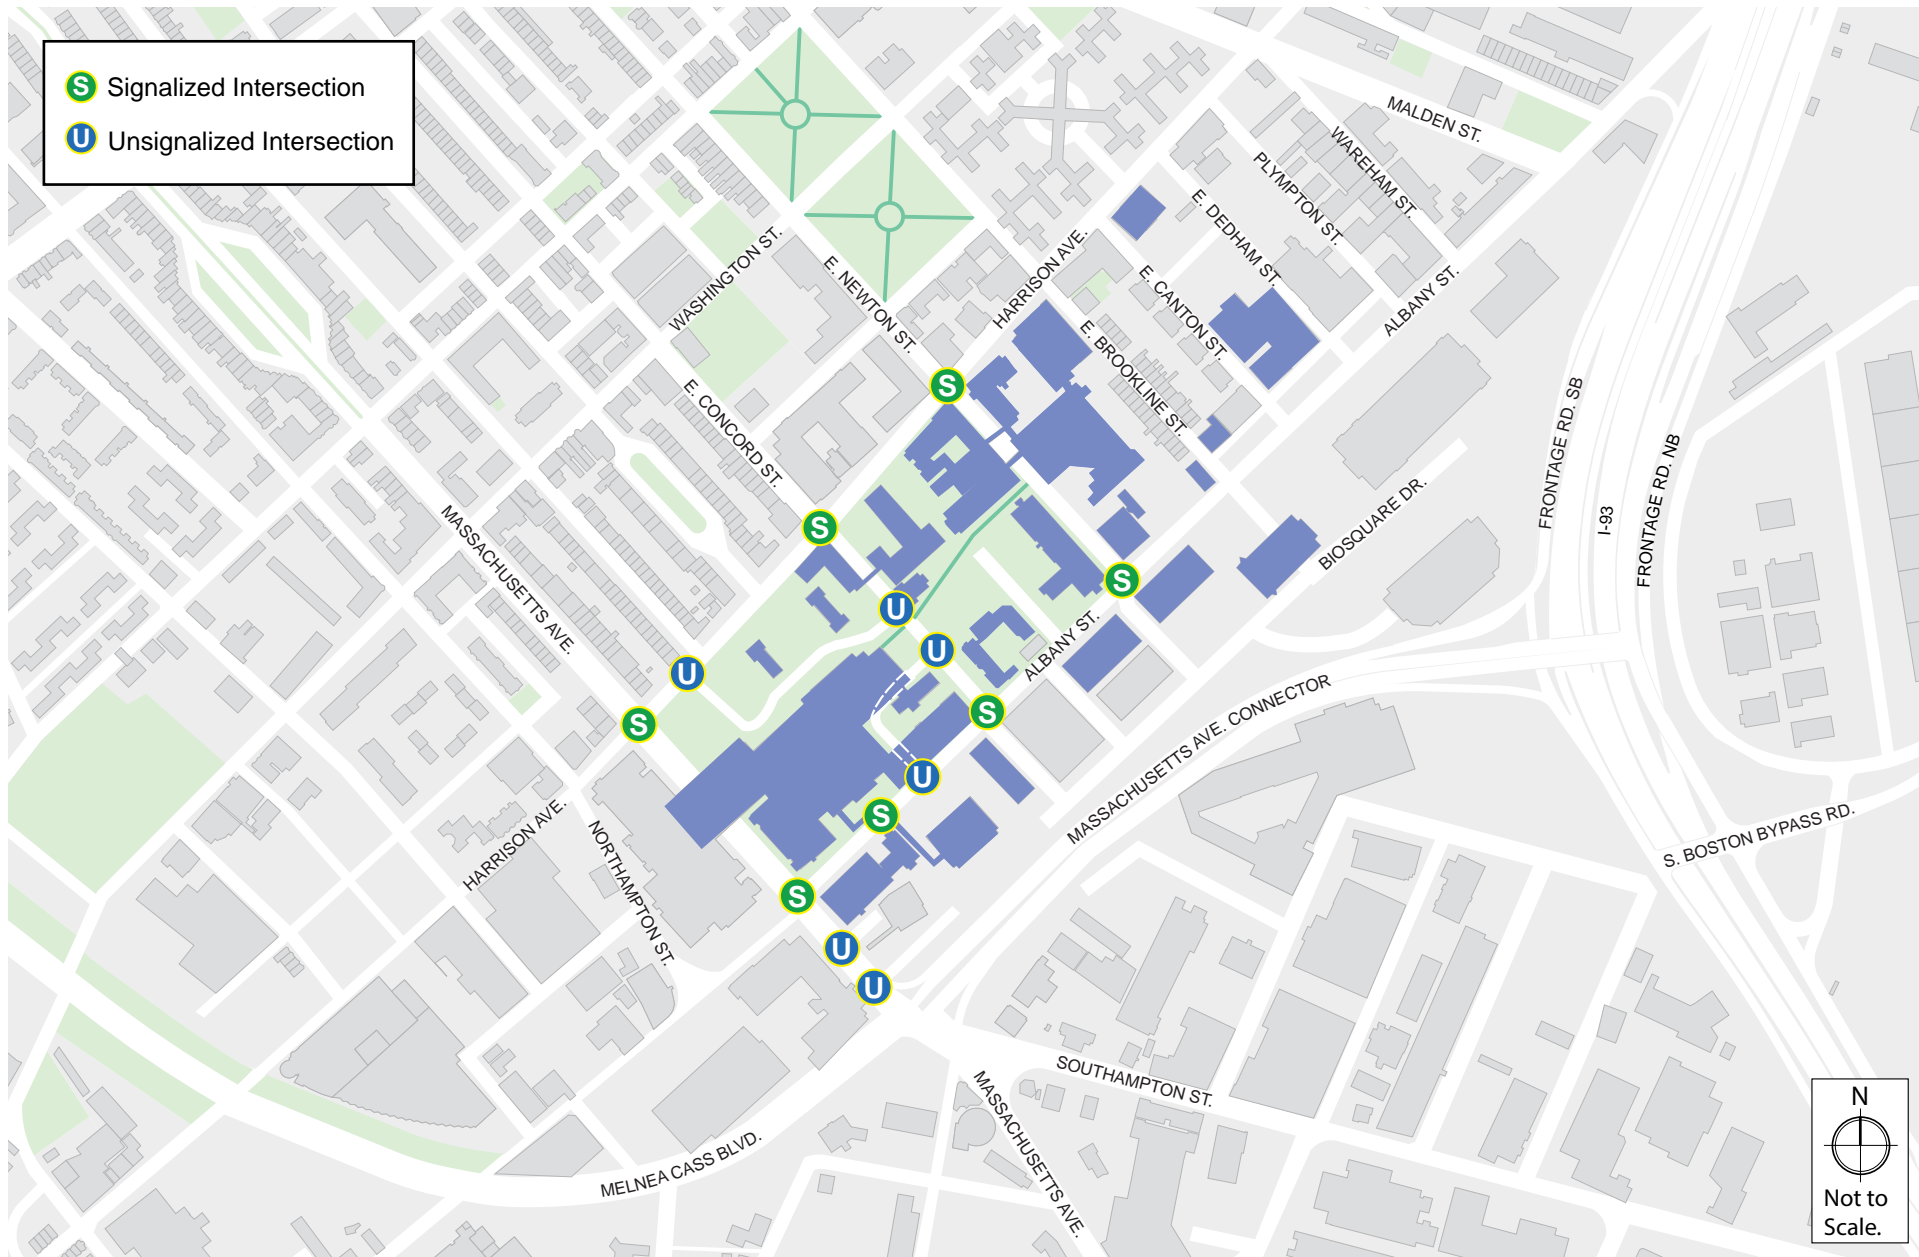 S Signalized Intersection
U Unsignalized Intersection
MALDEN ST.
WAREHAM ST.
PLYMPTON ST.
E. DEDHAM ST.
WASHINGTON ST.
E. NEWTON ST.
HARRISON AVE.
E. CANTON ST.
ALBANY ST.
E. BROOKLINE ST.
S
E. CONCORD ST.
FRONTAGE RD. SB
I-93
FRONTAGE RD. NB
MASSACHUSETTS AVE.
S
BIOSQUARE DR.
S
U
U
ALBANY ST.
U
S
S
MASSACHUSETTS AVE. CONNECTOR
U
S
HARRISON AVE.
NORTHAMPTON ST.
S. BOSTON BYPASS RD.
S
U
U
SOUTHAMPTON ST.
MASSACHUSETTS AVE.
MELNEA CASS BLVD.
N
Not to
Scale.